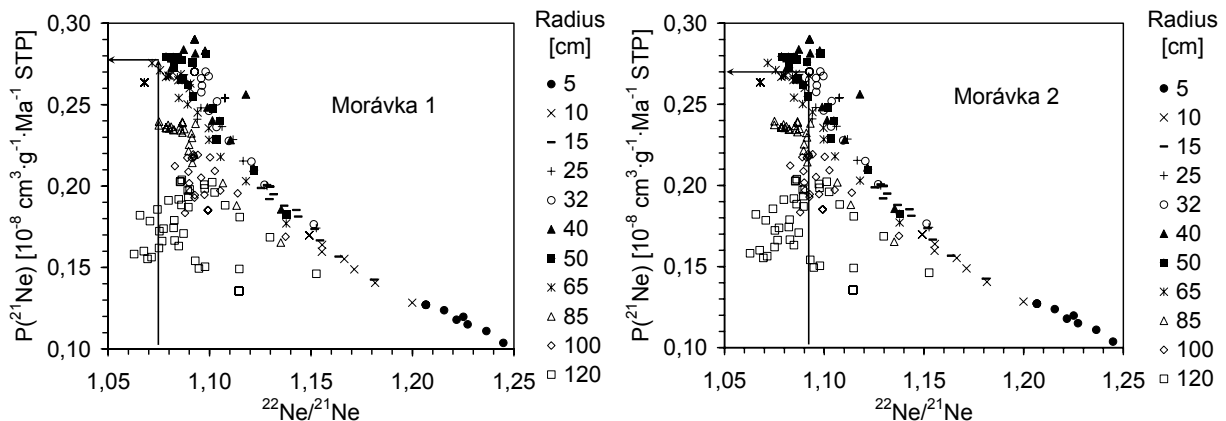 P(²¹Ne) [10⁻⁸ cm³·g⁻¹·Ma⁻¹ STP]
0,30
0,25
0,20
0,15
0,10
Morávka 1
1,05 1,10 1,15 1,20 1,25
²²Ne/²¹Ne
Radius
[cm]
5
10
15
25
32
40
50
65
85
100
120
P(²¹Ne) [10⁻⁸ cm³·g⁻¹·Ma⁻¹ STP]
0,30
0,25
0,20
0,15
0,10
Morávka 2
1,05 1,10 1,15 1,20 1,25
²²Ne/²¹Ne
Radius
[cm]
5
10
15
25
32
40
50
65
85
100
120